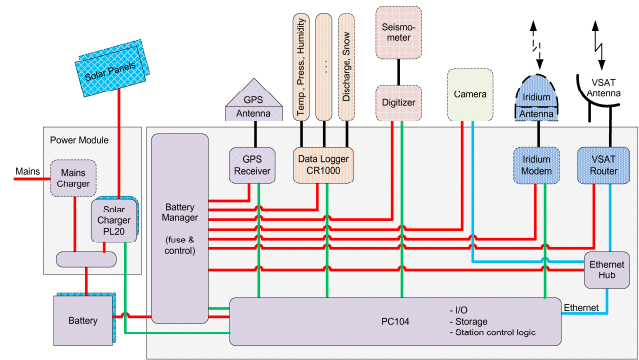 Solar Panels
Power Module
Mains
Mains
Charger
Solar
Charger
PL20
Battery
Battery
Manager
(fuse &
control)
GPS
Antenna
GPS
Receiver
Temp., Press., Humidity
. . .
Discharge, Snow
Data Logger
CR1000
Seismo-
meter
Digitizer
Camera
Iridium
Antenna
Iridium
Modem
VSAT
Antenna
VSAT
Router
Ethernet
Hub
Ethernet
PC104
- I/O
- Storage
- Station control logic